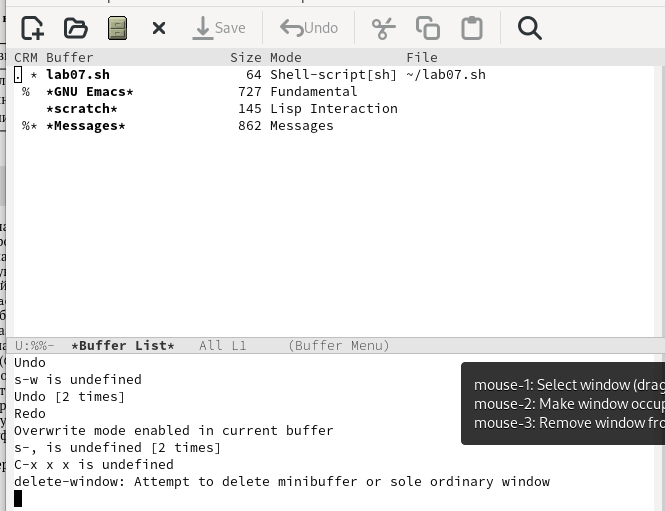 Save Undo
CRM Buffer Size Mode File
. * lab07.sh 64 Shell-script[sh] ~/lab07.sh
% *GNU Emacs* 727 Fundamental
*scratch* 145 Lisp Interaction
%* *Messages* 862 Messages
U:%%- *Buffer List* All L1 (Buffer Menu)
Undo
s-w is undefined
Undo [2 times]
Redo
Overwrite mode enabled in current buffer
s-, is undefined [2 times]
C-x x x is undefined
delete-window: Attempt to delete minibuffer or sole ordinary window
mouse-1: Select window (drag
mouse-2: Make window occup
mouse-3: Remove window fro